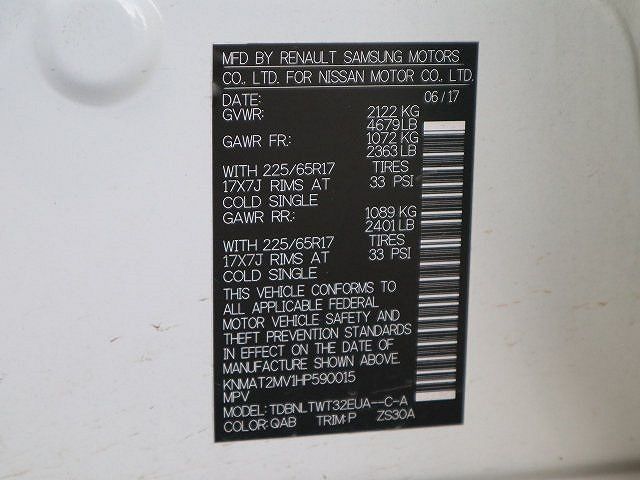 MFD BY RENAULT SAMSUNG MOTORS
CO., LTD. FOR NISSAN MOTOR CO., LTD.
DATE: 06/17
GVWR: 2122 KG
4679 LB
GAWR FR: 1072 KG
2363 LB
WITH 225/65R17 TIRES
17X7J RIMS AT 33 PSI
COLD SINGLE
GAWR RR: 1089 KG
2401 LB
WITH 225/65R17 TIRES
17X7J RIMS AT 33 PSI
COLD SINGLE
THIS VEHICLE CONFORMS TO
ALL APPLICABLE FEDERAL
MOTOR VEHICLE SAFETY AND
THEFT PREVENTION STANDARDS
IN EFFECT ON THE DATE OF
MANUFACTURE SHOWN ABOVE.
KNMAT2MV1HP590015
MPV
MODEL: TDBNLTWT32EUA--C-A
COLOR: QAB TRIM:P ZS30A